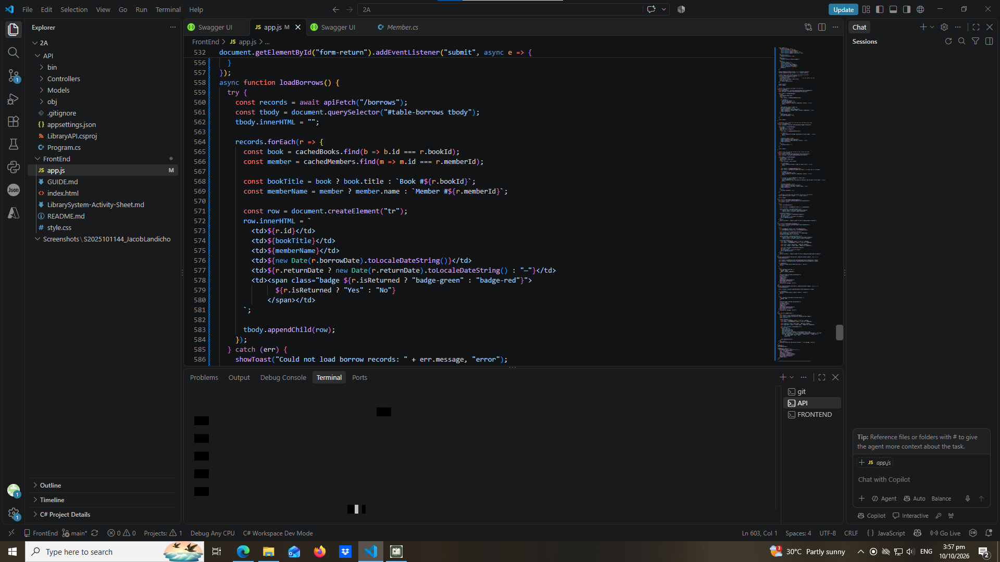 File Edit Selection View Go Run Terminal Help
2A
Update
Explorer
2A
API
bin
Controllers
Models
obj
.gitignore
{} appsettings.json
LibraryAPI.csproj
C# Program.cs
FrontEnd
JS app.js M
GUIDE.md
<> index.html
LibrarySystem-Activity-Sheet.md
README.md
# style.css
Screenshots\S2025101144_JacobLandicho
Outline
Timeline
C# Project Details
Json
1
1
1
Swagger UI
JS app.js M
Swagger UI
C# Member.cs
FrontEnd > JS app.js > ...
532 document.getElementById("form-return").addEventListener("submit", async e => {
556 }
557 });
558 async function loadBorrows() {
559 try {
560 const records = await apiFetch("/borrows");
561 const tbody = document.querySelector("#table-borrows tbody");
562 tbody.innerHTML = "";
563
564 records.forEach(r => {
565 const book = cachedBooks.find(b => b.id === r.bookId);
566 const member = cachedMembers.find(m => m.id === r.memberId);
567
568 const bookTitle = book ? book.title : `Book #${r.bookId}`;
569 const memberName = member ? member.name : `Member #${r.memberId}`;
570
571 const row = document.createElement("tr");
572 row.innerHTML = `
573 <td>${r.id}</td>
574 <td>${bookTitle}</td>
575 <td>${memberName}</td>
576 <td>${new Date(r.borrowDate).toLocaleDateString()}</td>
577 <td>${r.returnDate ? new Date(r.returnDate).toLocaleDateString() : "—"}</td>
578 <td><span class="badge ${r.isReturned ? "badge-green" : "badge-red"}">
579 ${r.isReturned ? "Yes" : "No"}
580 </span></td>
581 `;
582
583 tbody.appendChild(row);
584 });
585 } catch (err) {
586 showToast("Could not load borrow records: " + err.message, "error");
Problems Output Debug Console Terminal Ports
git
API
FRONTEND
Chat
Sessions
Tip: Reference files or folders with # to give
the agent more context about the task.
JS app.js
Chat with Copilot
Agent Auto Balance
Copilot Interactive
FrontEnd main* 0 0 Projects: 1 Debug Any CPU C# Workspace Dev Mode
Ln 603, Col 1 Spaces: 4 UTF-8 CRLF {} JavaScript Go Live
Type here to search
3
30°C Partly sunny
ENG
3:57 pm
10/10/2026
2